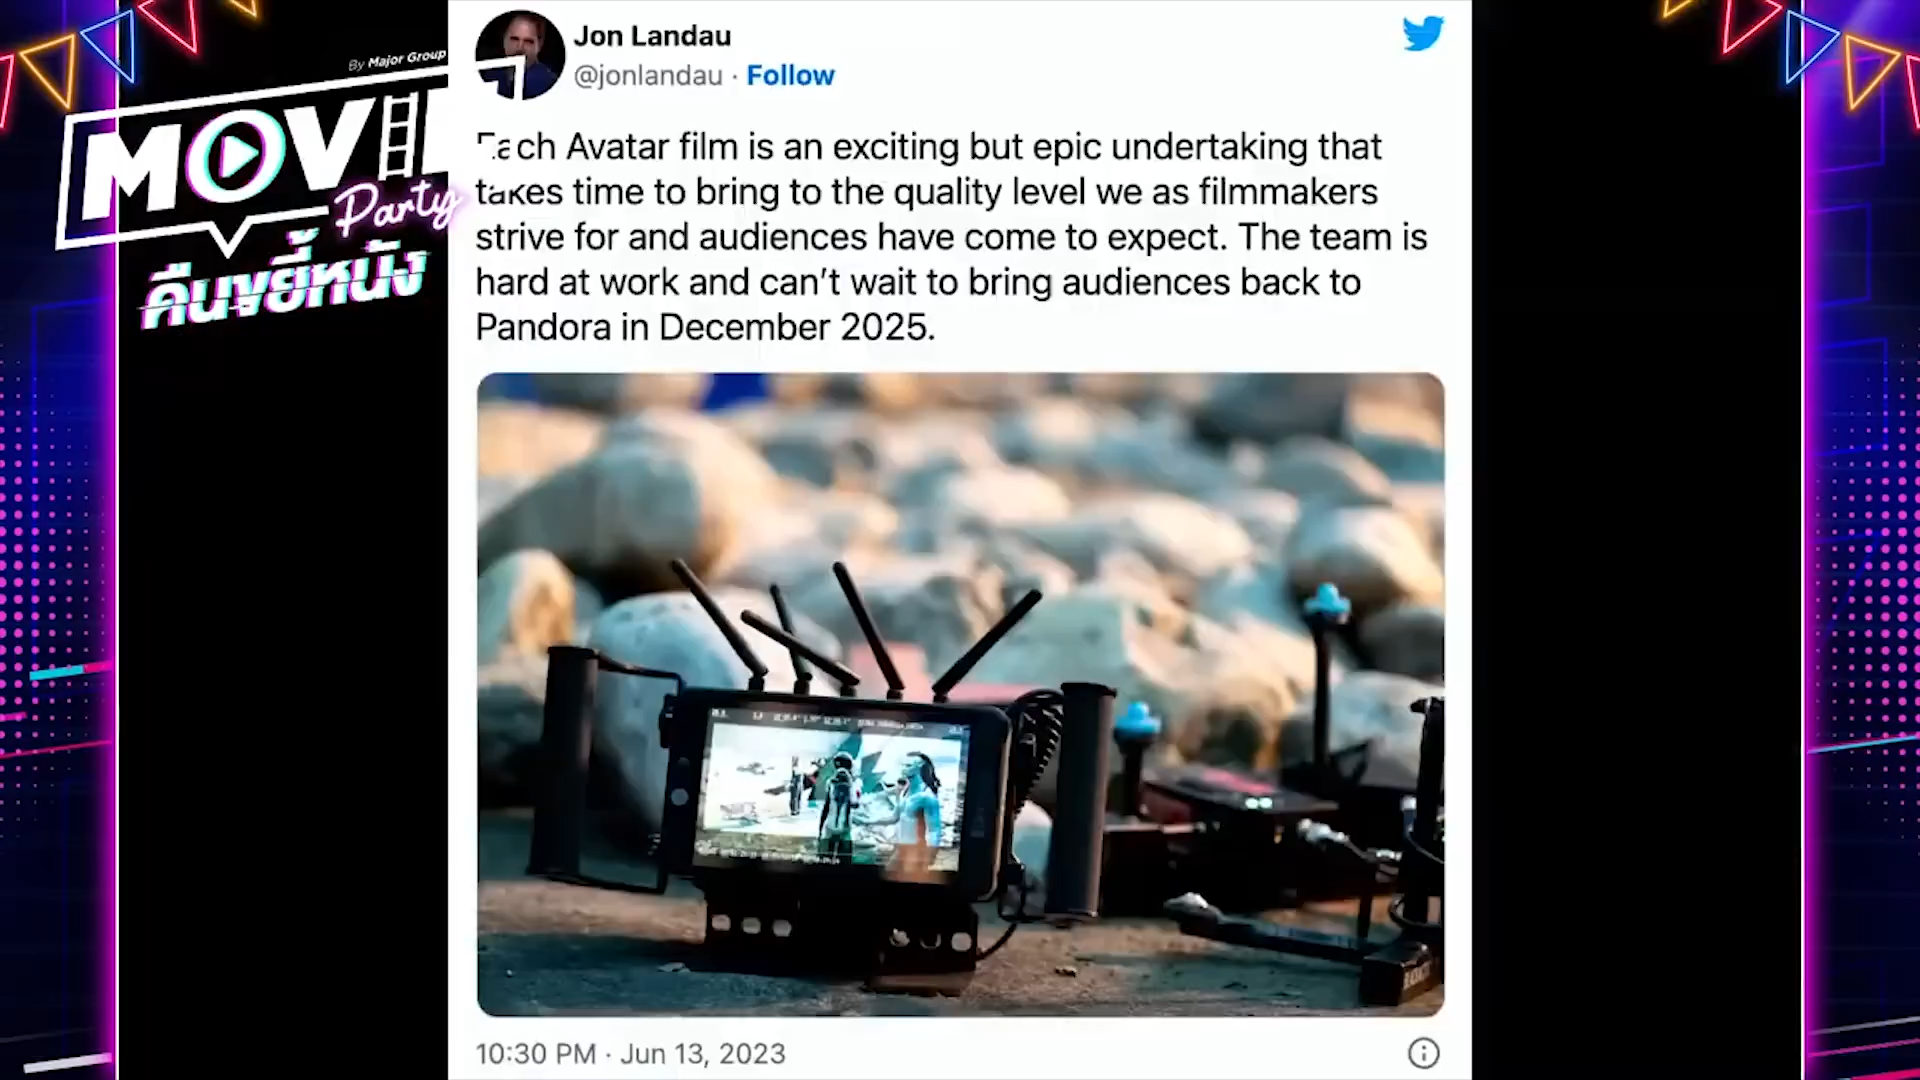 By Major Group
MOVIE
Party
คืนขยี้หนัง
Jon Landau
@jonlandau · Follow
Each Avatar film is an exciting but epic undertaking that
takes time to bring to the quality level we as filmmakers
strive for and audiences have come to expect. The team is
hard at work and can't wait to bring audiences back to
Pandora in December 2025.
10:30 PM · Jun 13, 2023